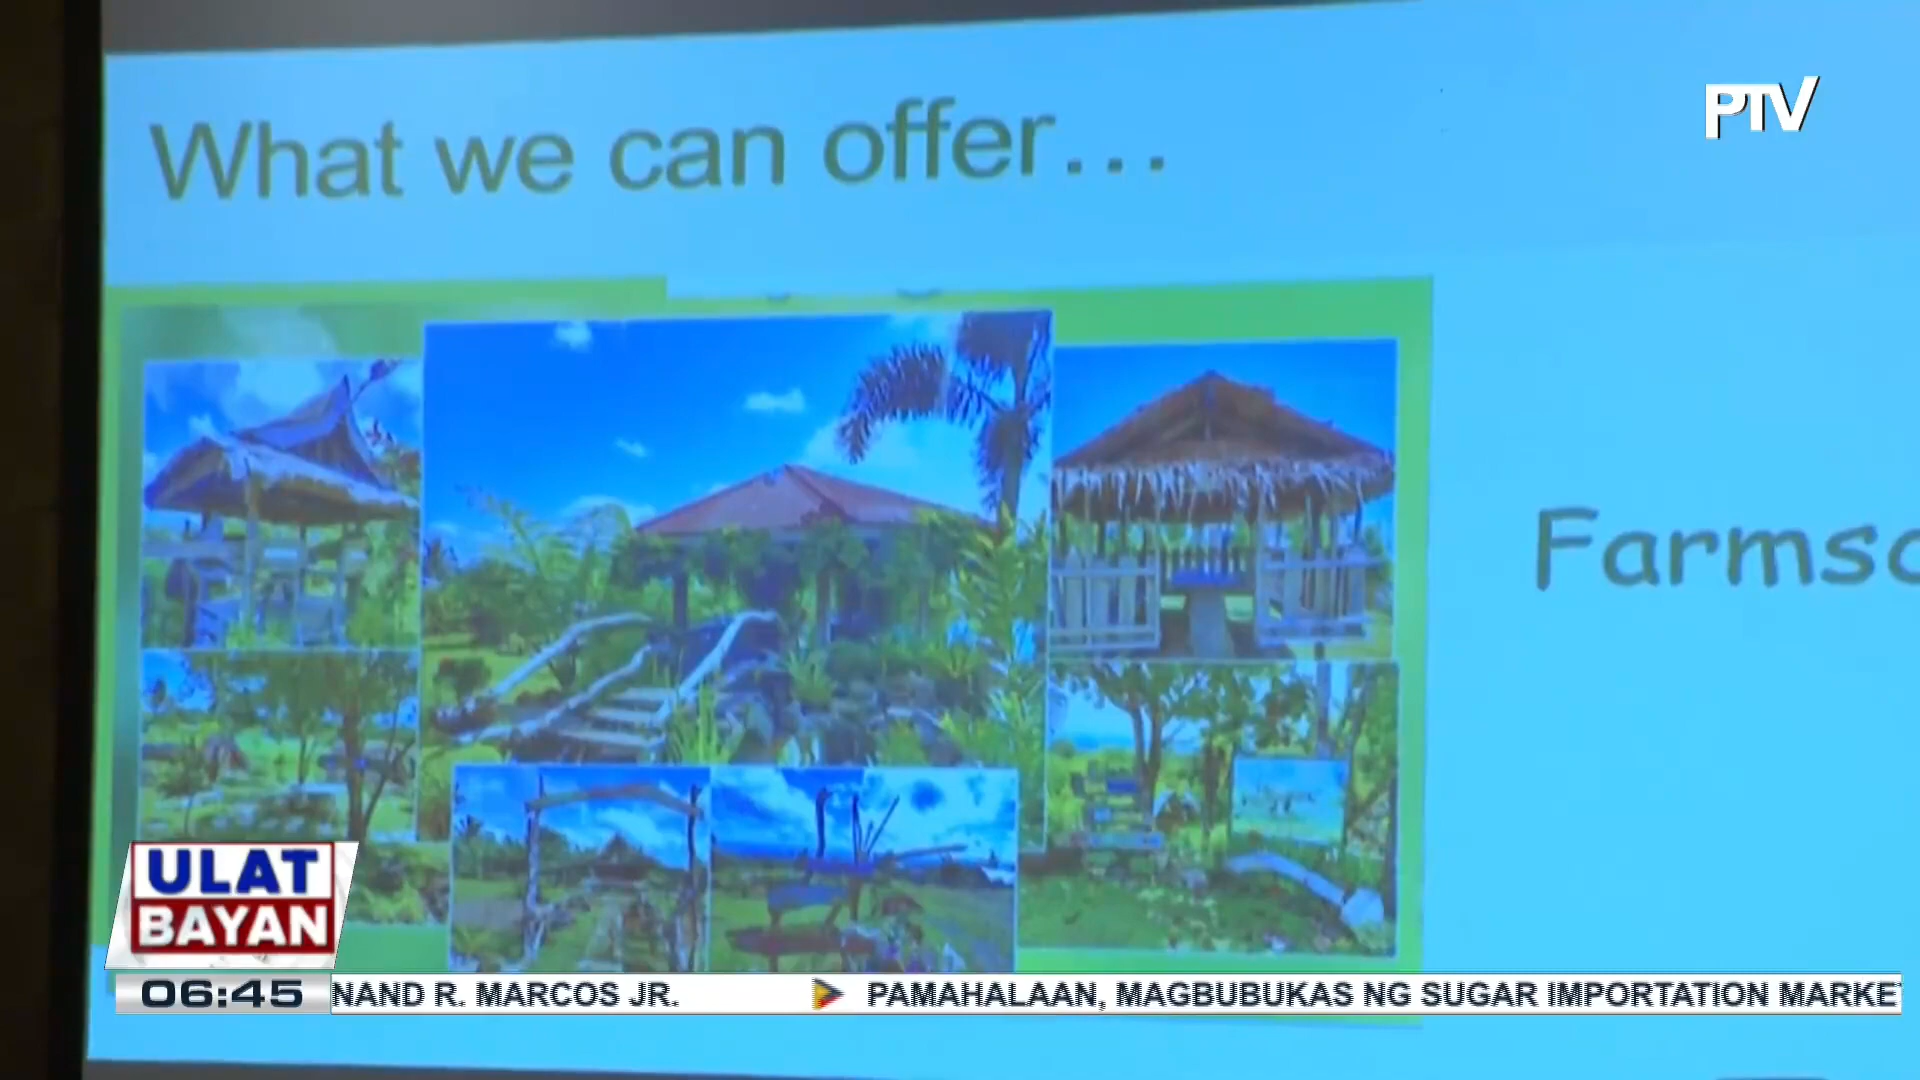 PTV
What we can offer...
Farmsc
ULAT
BAYAN
06:45
NAND R. MARCOS JR. PAMAHALAAN, MAGBUBUKAS NG SUGAR IMPORTATION MARKE